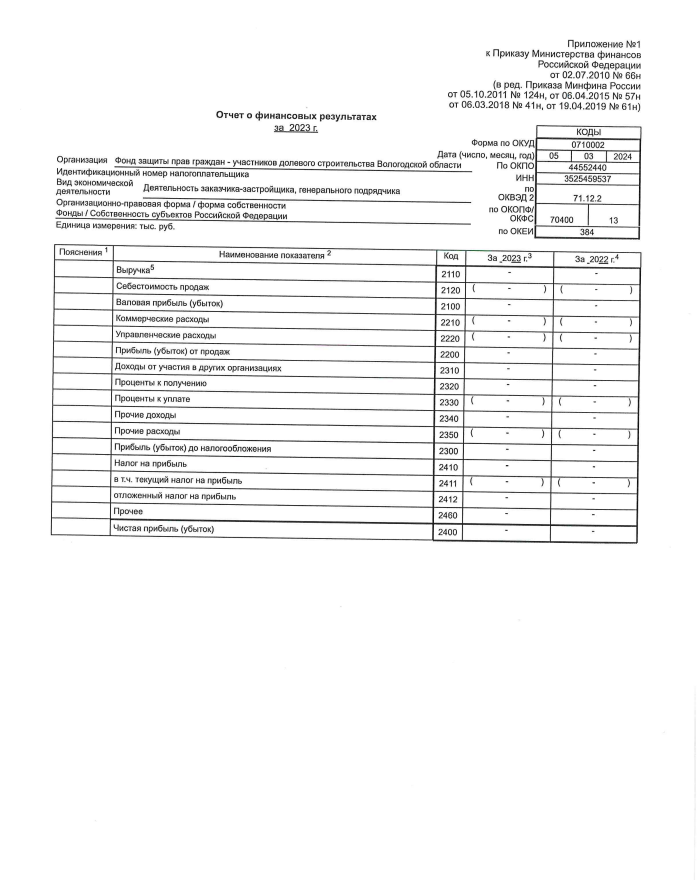 Приложение №1
к Приказу Министерства финансов
Российской Федерации
от 02.07.2010 № 66н
(в ред. Приказа Минфина России
от 05.10.2011 № 124н, от 06.04.2015 № 57н
от 06.03.2018 № 41н, от 19.04.2019 № 61н)
Отчет о финансовых результатах
за 2023 г.
КОДЫ
Форма по ОКУД 0710002
Дата (число, месяц, год) 05 03 2024
Организация Фонд защиты прав граждан - участников долевого строительства Вологодской области По ОКПО 44552440
Идентификационный номер налогоплательщика ИНН 3525459537
Вид экономической деятельности Деятельность заказчика-застройщика, генерального подрядчика по ОКВЭД 2 71.12.2
Организационно-правовая форма / форма собственности
Фонды / Собственность субъектов Российской Федерации по ОКОПФ/ОКФС 70400 13
Единица измерения: тыс. руб. по ОКЕИ 384
Пояснения 1 Наименование показателя 2 Код За 2023 г.3 За 2022 г.4
Выручка5 2110 - -
Себестоимость продаж 2120 ( - ) ( - )
Валовая прибыль (убыток) 2100 - -
Коммерческие расходы 2210 ( - ) ( - )
Управленческие расходы 2220 ( - ) ( - )
Прибыль (убыток) от продаж 2200 - -
Доходы от участия в других организациях 2310 - -
Проценты к получению 2320 - -
Проценты к уплате 2330 ( - ) ( - )
Прочие доходы 2340 - -
Прочие расходы 2350 ( - ) ( - )
Прибыль (убыток) до налогообложения 2300 - -
Налог на прибыль 2410 - -
в т.ч. текущий налог на прибыль 2411 ( - ) ( - )
отложенный налог на прибыль 2412 - -
Прочее 2460 - -
Чистая прибыль (убыток) 2400 - -